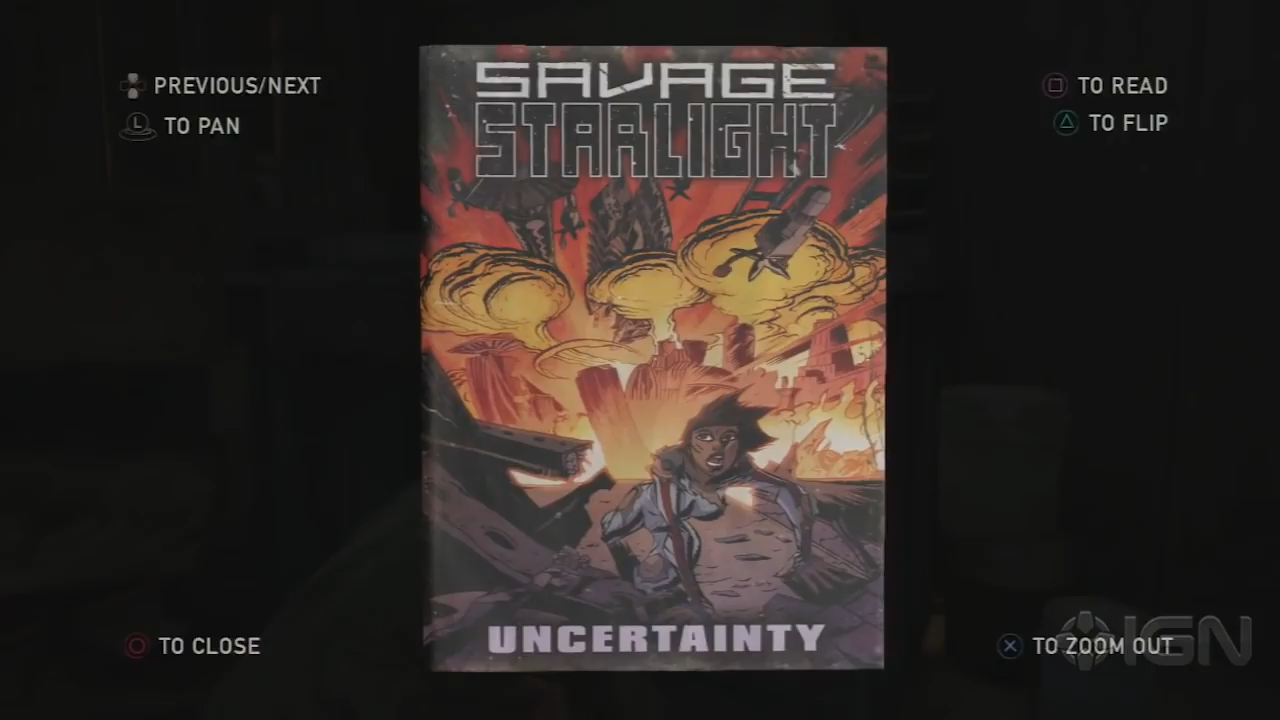 PREVIOUS/NEXT
L TO PAN
SAVAGE
STARLIGHT
TO READ
TO FLIP
UNCERTAINTY
TO CLOSE
TO ZOOM OUT
IGN